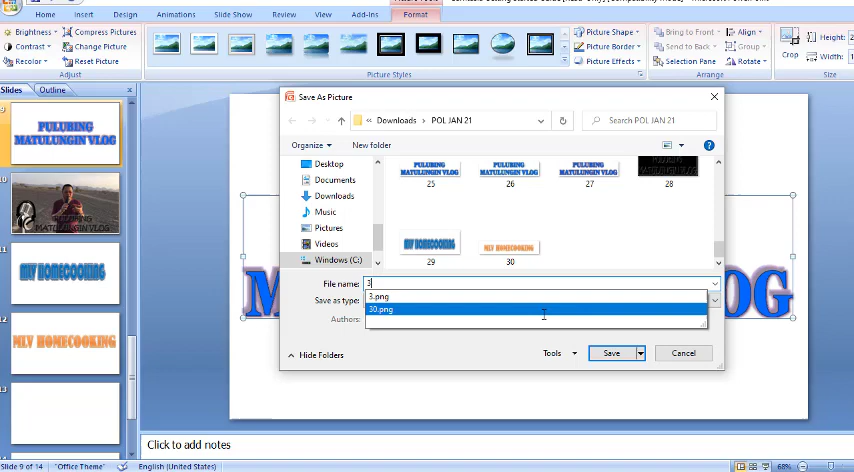 Home Insert Design Animations Slide Show Review View Add-Ins Format
Brightness Compress Pictures
Contrast Change Picture
Recolor Reset Picture
Adjust
Picture Styles
Picture Shape
Picture Border
Picture Effects
Bring to Front
Send to Back
Selection Pane
Align
Group
Rotate
Arrange
Crop
Height:
Width:
Size
Slides Outline
9
PULUBING
MATULUNGIN VLOG
10
PULUBING
MATULUNGIN VLOG
11
MLV HOMECOOKING
12
MLV HOMECOOKING
13
Save As Picture
« Downloads > POL JAN 21
Search POL JAN 21
Organize New folder
Desktop
Documents
Downloads
Music
Pictures
Videos
Windows (C:)
PULUBING
MATULUNGIN VLOG
25
PULUBING
MATULUNGIN VLOG
26
PULUBING
MATULUNGIN VLOG
27
28
MLV HOMECOOKING
29
MLV HOMECOOKING
30
File name: 3
3.png
30.png
Save as type:
Authors:
Hide Folders
Tools Save Cancel
M LOG
Click to add notes
Slide 9 of 14 "Office Theme" English (United States) 68%